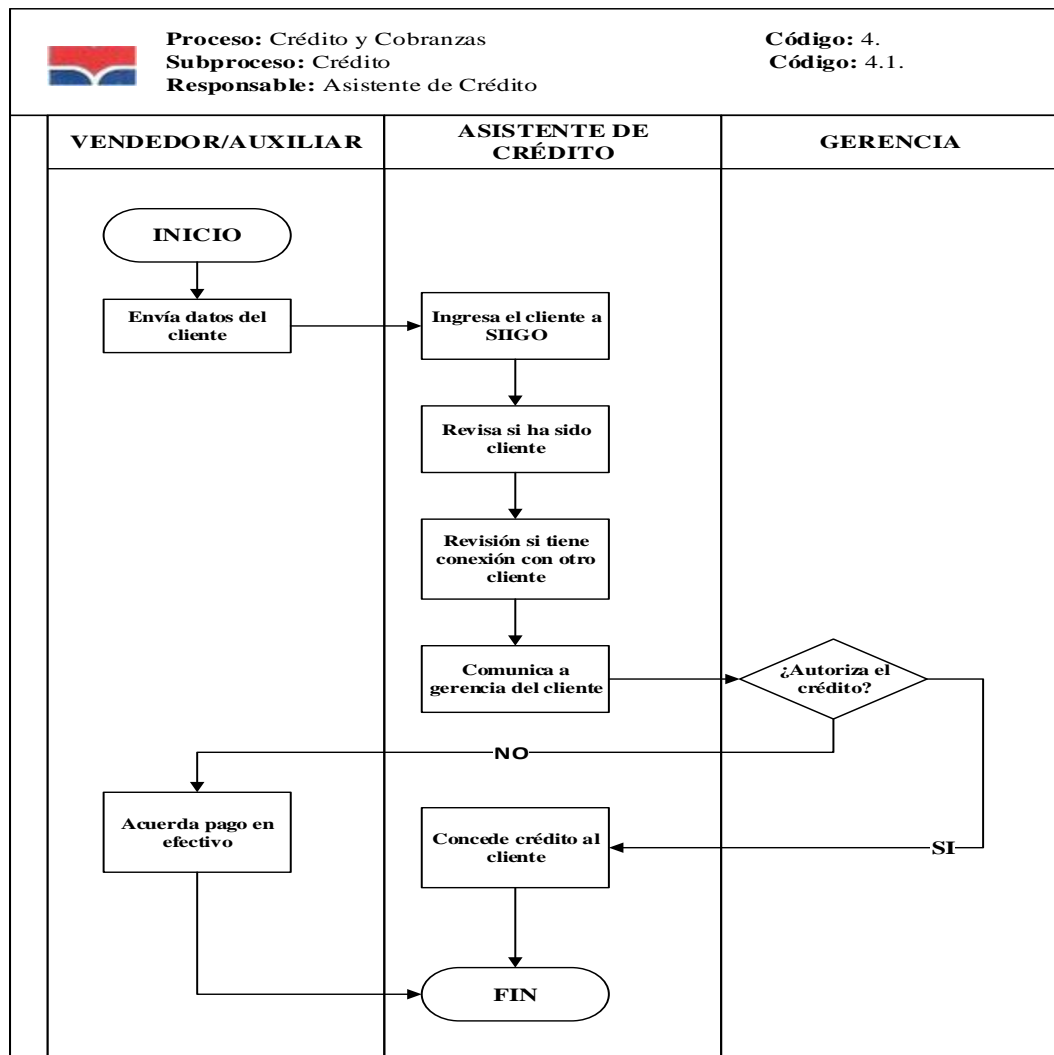 Proceso: Crédito y Cobranzas
Código: 4.
Subproceso: Crédito
Código: 4.1.
Responsable: Asistente de Crédito
VENDEDOR/AUXILIAR
ASISTENTE DE
CRÉDITO
GERENCIA
INICIO
Envía datos del
cliente
Ingresa el cliente a
SIIGO
Revisa si ha sido
cliente
Revisión si tiene
conexión con otro
cliente
Comunica a
gerencia del cliente
¿Autoriza el
crédito?
NO
Acuerda pago en
efectivo
Concede crédito al
cliente
SI
FIN